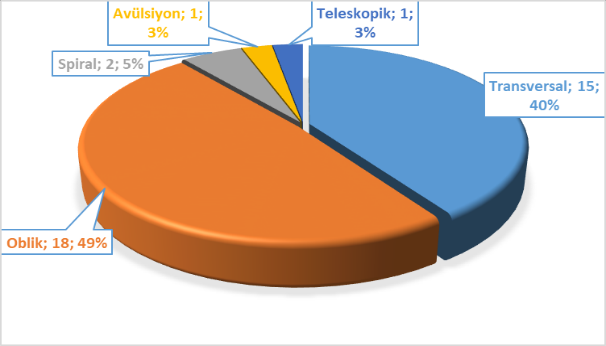 Avülsiyon; 1;
3%
Teleskopik; 1;
3%
Spiral; 2; 5%
Transversal; 15;
40%
Oblik; 18; 49%